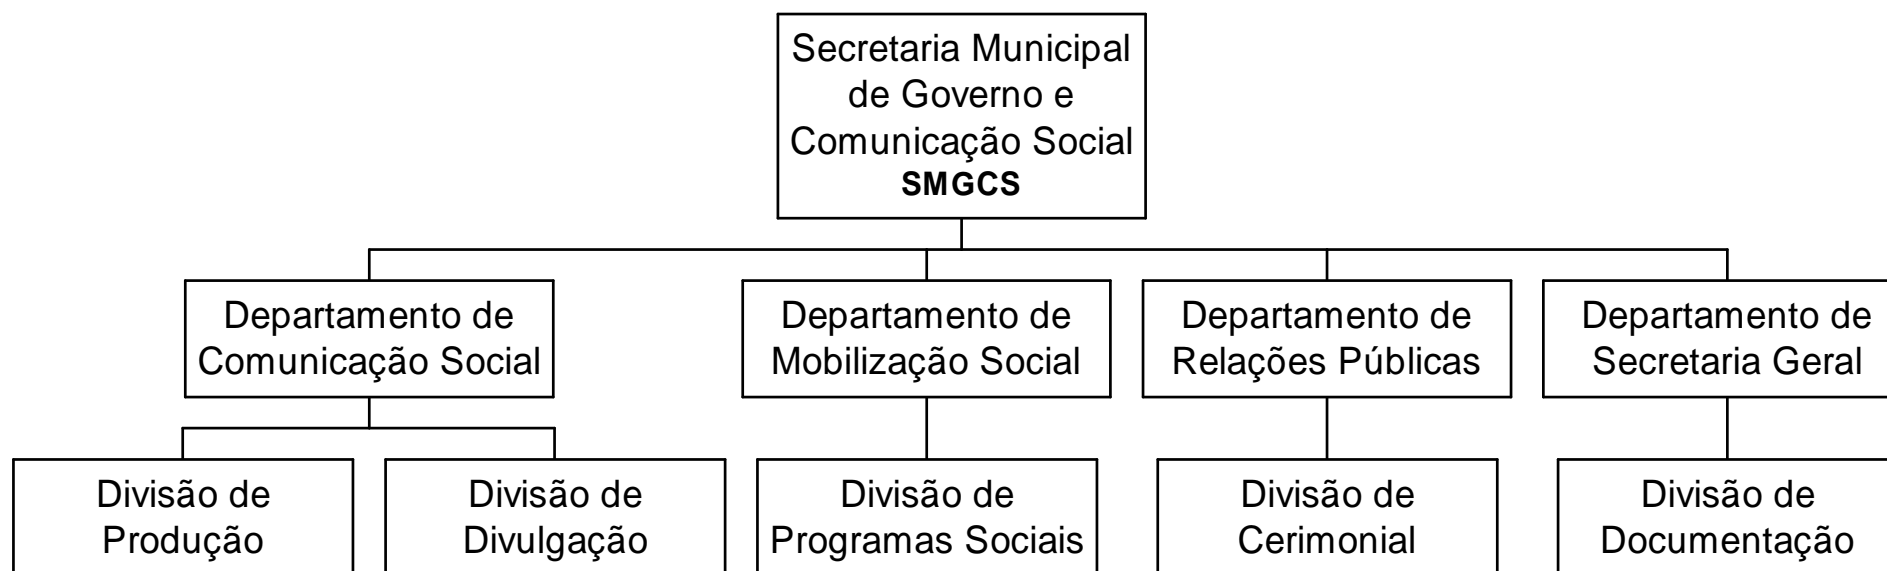 Secretaria Municipal
de Governo e
Comunicação Social
SMGCS
Departamento de
Comunicação Social
Departamento de
Mobilização Social
Departamento de
Relações Públicas
Departamento de
Secretaria Geral
Divisão de
Produção
Divisão de
Divulgação
Divisão de
Programas Sociais
Divisão de
Cerimonial
Divisão de
Documentação